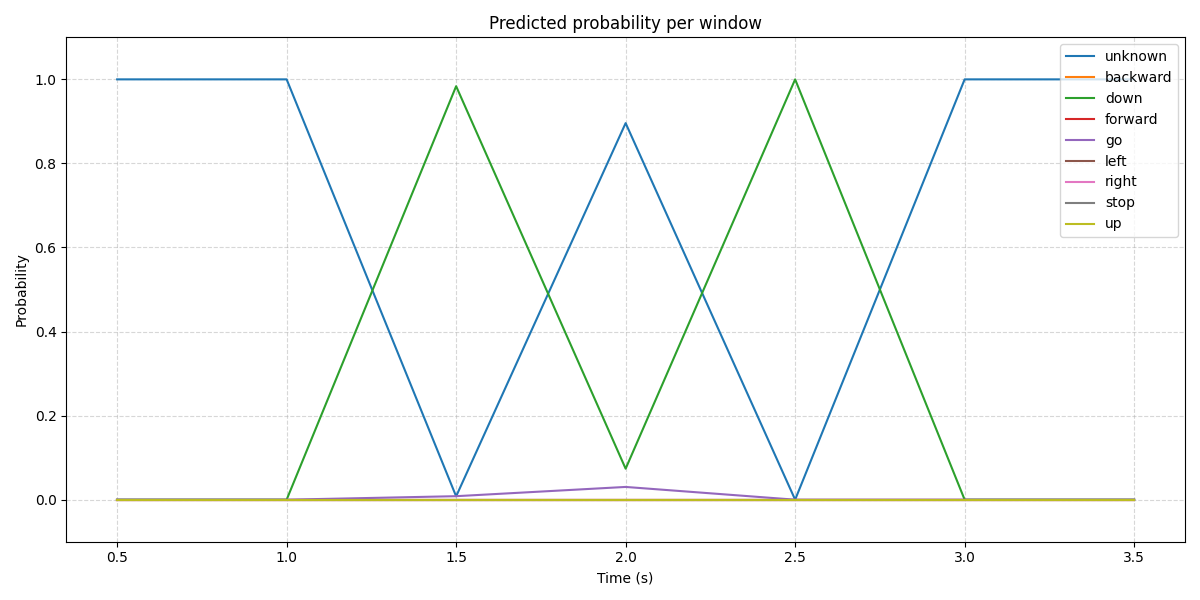 Predicted probability per window
1.0
0.8
0.6
0.4
0.2
0.0
Probability
0.5 1.0 1.5 2.0 2.5 3.0 3.5
Time (s)
unknown
backward
down
forward
go
left
right
stop
up